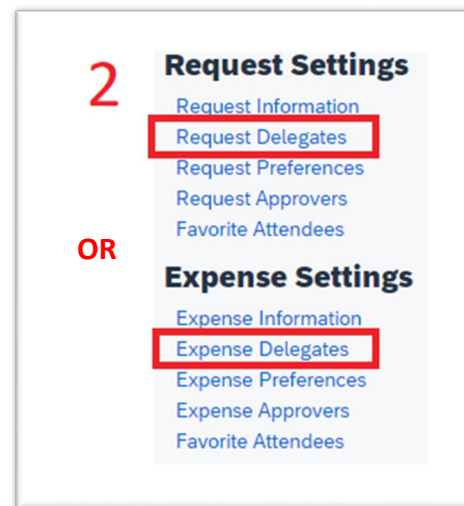 2
Request Settings
Request Information
Request Delegates
Request Preferences
Request Approvers
Favorite Attendees
OR
Expense Settings
Expense Information
Expense Delegates
Expense Preferences
Expense Approvers
Favorite Attendees